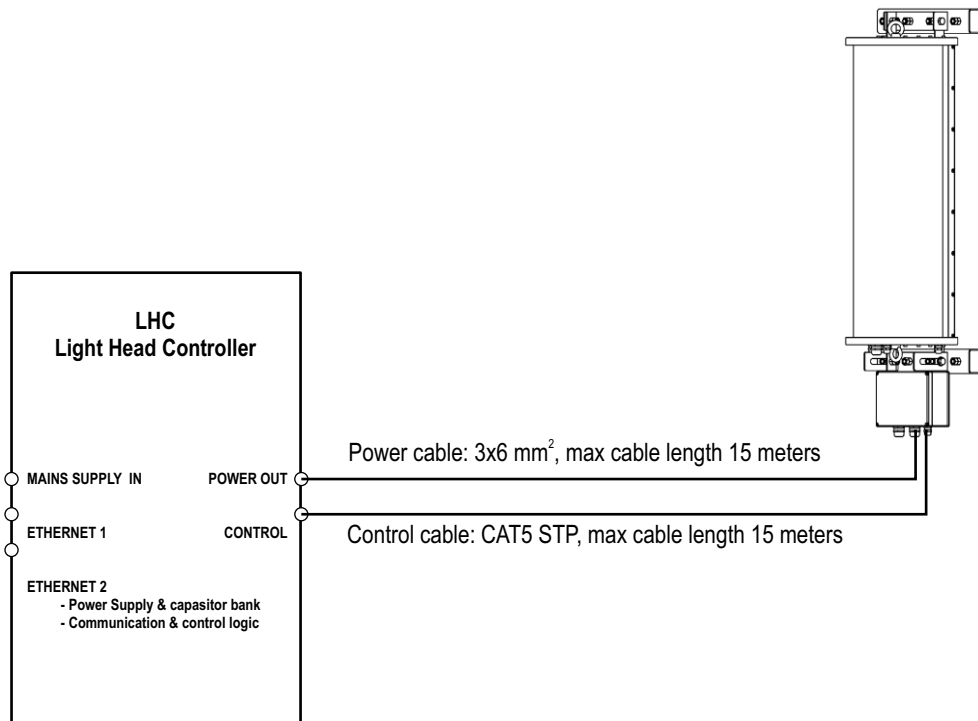 LHC
Light Head Controller
Power cable: 3x6 mm², max cable length 15 meters
MAINS SUPPLY IN
POWER OUT
ETHERNET 1
CONTROL
Control cable: CAT5 STP, max cable length 15 meters
ETHERNET 2
- Power Supply & capasitor bank
- Communication & control logic